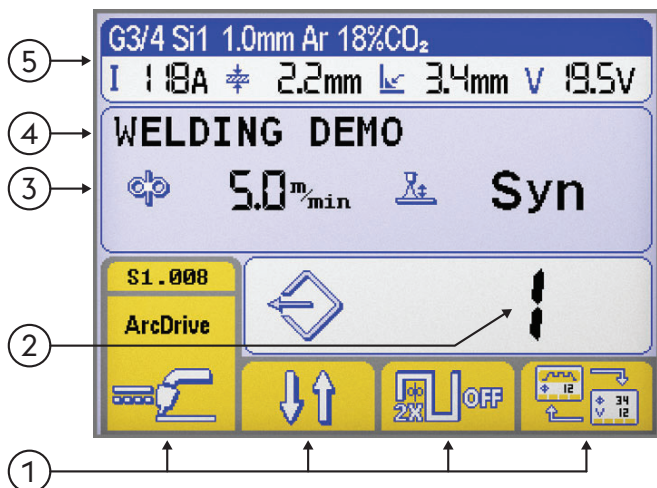 G3/4 Si1 1.0mm Ar 18%CO₂
I 118A 2.2mm 3.4mm V 19.5V
WELDING DEMO
5.0 m/min Syn
S1.008
ArcDrive
1
2X OFF
12
34
V 12
5
4
3
2
1